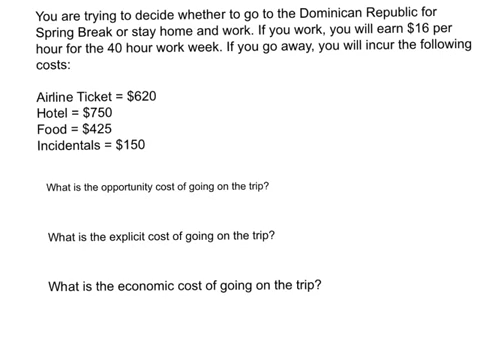 You are trying to decide whether to go to the Dominican Republic for
Spring Break or stay home and work. If you work, you will earn $16 per
hour for the 40 hour work week. If you go away, you will incur the following
costs:
Airline Ticket = $620
Hotel = $750
Food = $425
Incidentals = $150
What is the opportunity cost of going on the trip?
What is the explicit cost of going on the trip?
What is the economic cost of going on the trip?